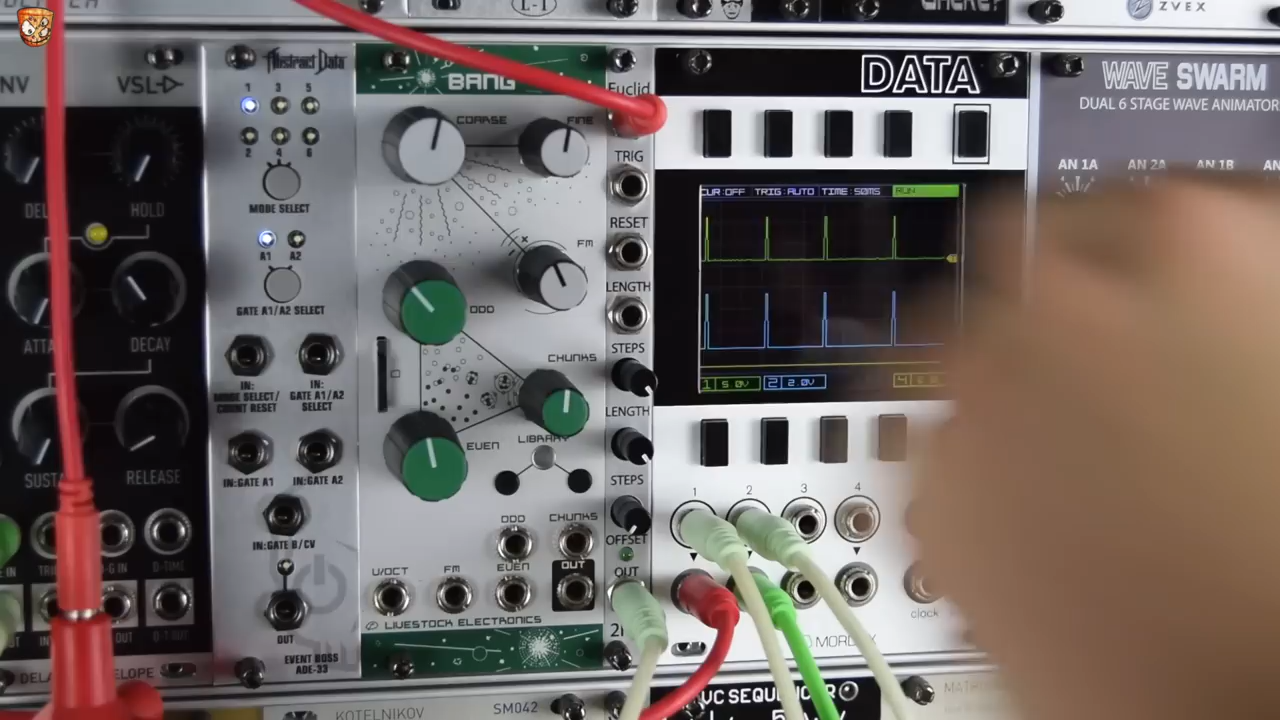 ZVEX
NV
VSL
HOLD
DECAY
RELEASE
Abstract Data
1 3 5
2 4 6
MODE SELECT
A1 A2
GATE A1/A2 SELECT
IN:
MODE SELECT/
COUNT RESET
IN:
GATE A1/A2
SELECT
IN:GATE A1
IN:GATE A2
IN:GATE B/CV
OUT
EVENT BOSS
ADE-33
BANG
COARSE
FINE
FM
ODD
CHUNKS
EVEN
LIBRARY
ODD
CHUNKS
U/OCT
FM
EVEN
OUT
LIVESTOCK ELECTRONICS
Euclid
TRIG
RESET
LENGTH
STEPS
LENGTH
STEPS
OFFSET
OUT
DATA
CUR:OFF TRIG:AUTO TIME:50MS RUN
1 5.0V 2 2.0V 4
1 2 3 4
clock
WAVE SWARM
DUAL 6 STAGE WAVE ANIMATOR
AN 1A AN 2A AN 1B
VC SEQUENCER
KOTELNIKOV
SM042